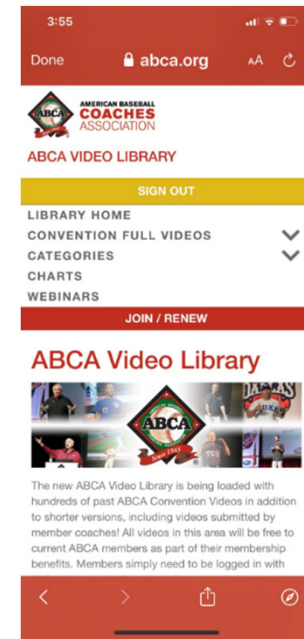 3:55
Done
abca.org
AA
ABCA
AMERICAN BASEBALL
COACHES
ASSOCIATION
ABCA VIDEO LIBRARY
SIGN OUT
LIBRARY HOME
CONVENTION FULL VIDEOS
CATEGORIES
CHARTS
WEBINARS
JOIN / RENEW
ABCA Video Library
DALLAS
ABCA
Since 1945
The new ABCA Video Library is being loaded with
hundreds of past ABCA Convention Videos in addition
to shorter versions, including videos submitted by
member coaches! All videos in this area will be free to
current ABCA members as part of their membership
benefits. Members simply need to be logged in with